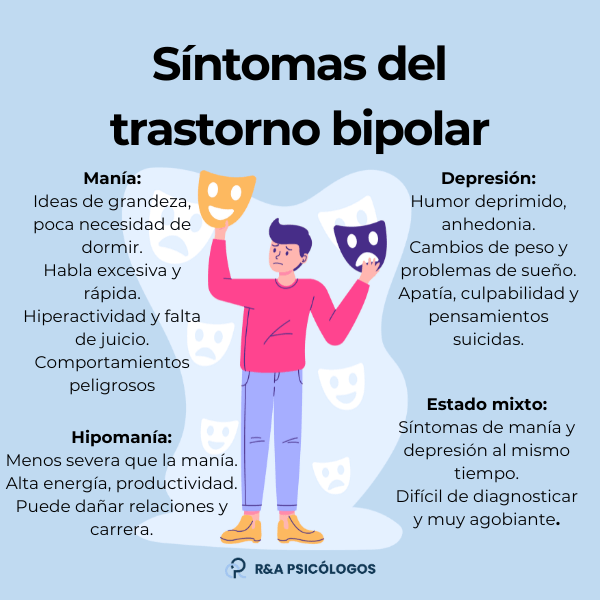 Síntomas del
trastorno bipolar
Manía:
Ideas de grandeza,
poca necesidad de
dormir.
Habla excesiva y
rápida.
Hiperactividad y falta
de juicio.
Comportamientos
peligrosos
Hipomanía:
Menos severa que la manía.
Alta energía, productividad.
Puede dañar relaciones y
carrera.
Depresión:
Humor deprimido,
anhedonia.
Cambios de peso y
problemas de sueño.
Apatía, culpabilidad y
pensamientos
suicidas.
Estado mixto:
Síntomas de manía y
depresión al mismo
tiempo.
Difícil de diagnosticar
y muy agobiante.
R&A PSICÓLOGOS